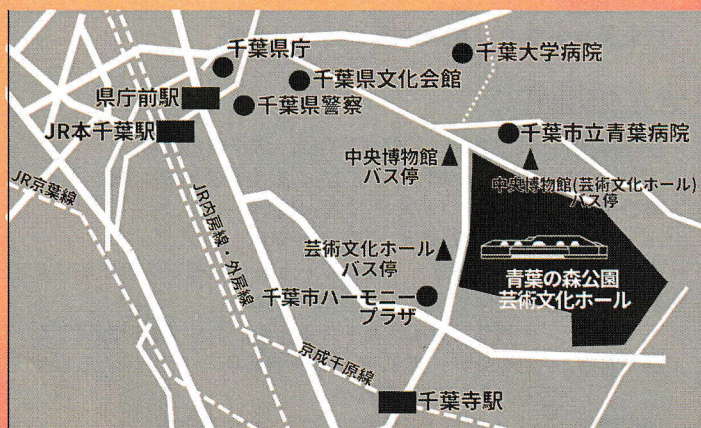 千葉県庁
千葉大学病院
千葉県文化会館
県庁前駅
千葉県警察
JR本千葉駅
千葉市立青葉病院
中央博物館
バス停
中央博物館(芸術文化ホール)
バス停
JR京葉線
JR内房線・外房線
芸術文化ホール
バス停
青葉の森公園
芸術文化ホール
千葉市ハーモニー
プラザ
京成千原線
千葉寺駅